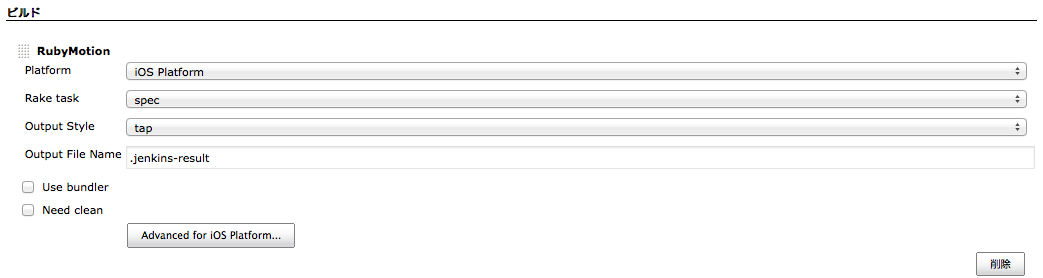 ビルド
RubyMotion
Platform iOS Platform
Rake task spec
Output Style tap
Output File Name .jenkins-result
Use bundler
Need clean
Advanced for iOS Platform...
削除